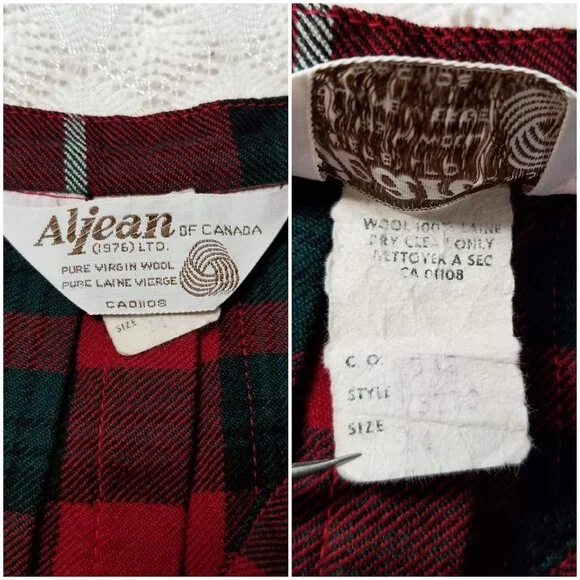 Aljean OF CANADA
(1976) LTD.
PURE VIRGIN WOOL
PURE LAINE VIERGE
CA01108
SIZE
WOOL 100% LAINE
DRY CLEAN ONLY
NETTOYER A SEC
CA 01108
C O.
STYLE
SIZE